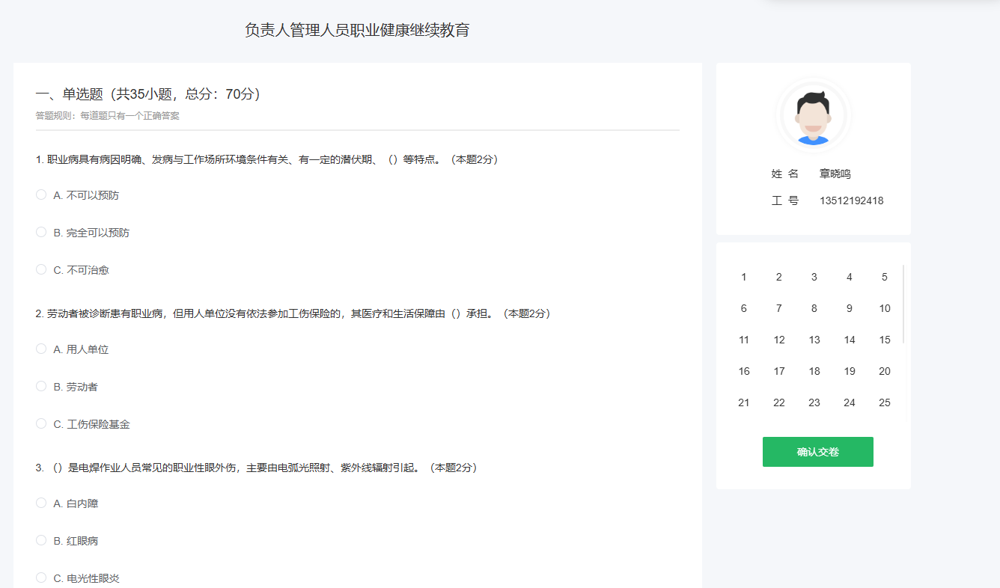 负责人管理人员职业健康继续教育
一、单选题（共35小题，总分：70分）
答题规则：每道题只有一个正确答案
1. 职业病具有病因明确、发病与工作场所环境条件有关、有一定的潜伏期、（）等特点。（本题2分）
A. 不可以预防
B. 完全可以预防
C. 不可治愈
2. 劳动者被诊断患有职业病，但用人单位没有依法参加工伤保险的，其医疗和生活保障由（）承担。（本题2分）
A. 用人单位
B. 劳动者
C. 工伤保险基金
3. （）是电焊作业人员常见的职业性眼外伤，主要由电弧光照射、紫外线辐射引起。（本题2分）
A. 白内障
B. 红眼病
C. 电光性眼炎
姓 名 章晓鸣
工 号 13512192418
1 2 3 4 5
6 7 8 9 10
11 12 13 14 15
16 17 18 19 20
21 22 23 24 25
确认交卷